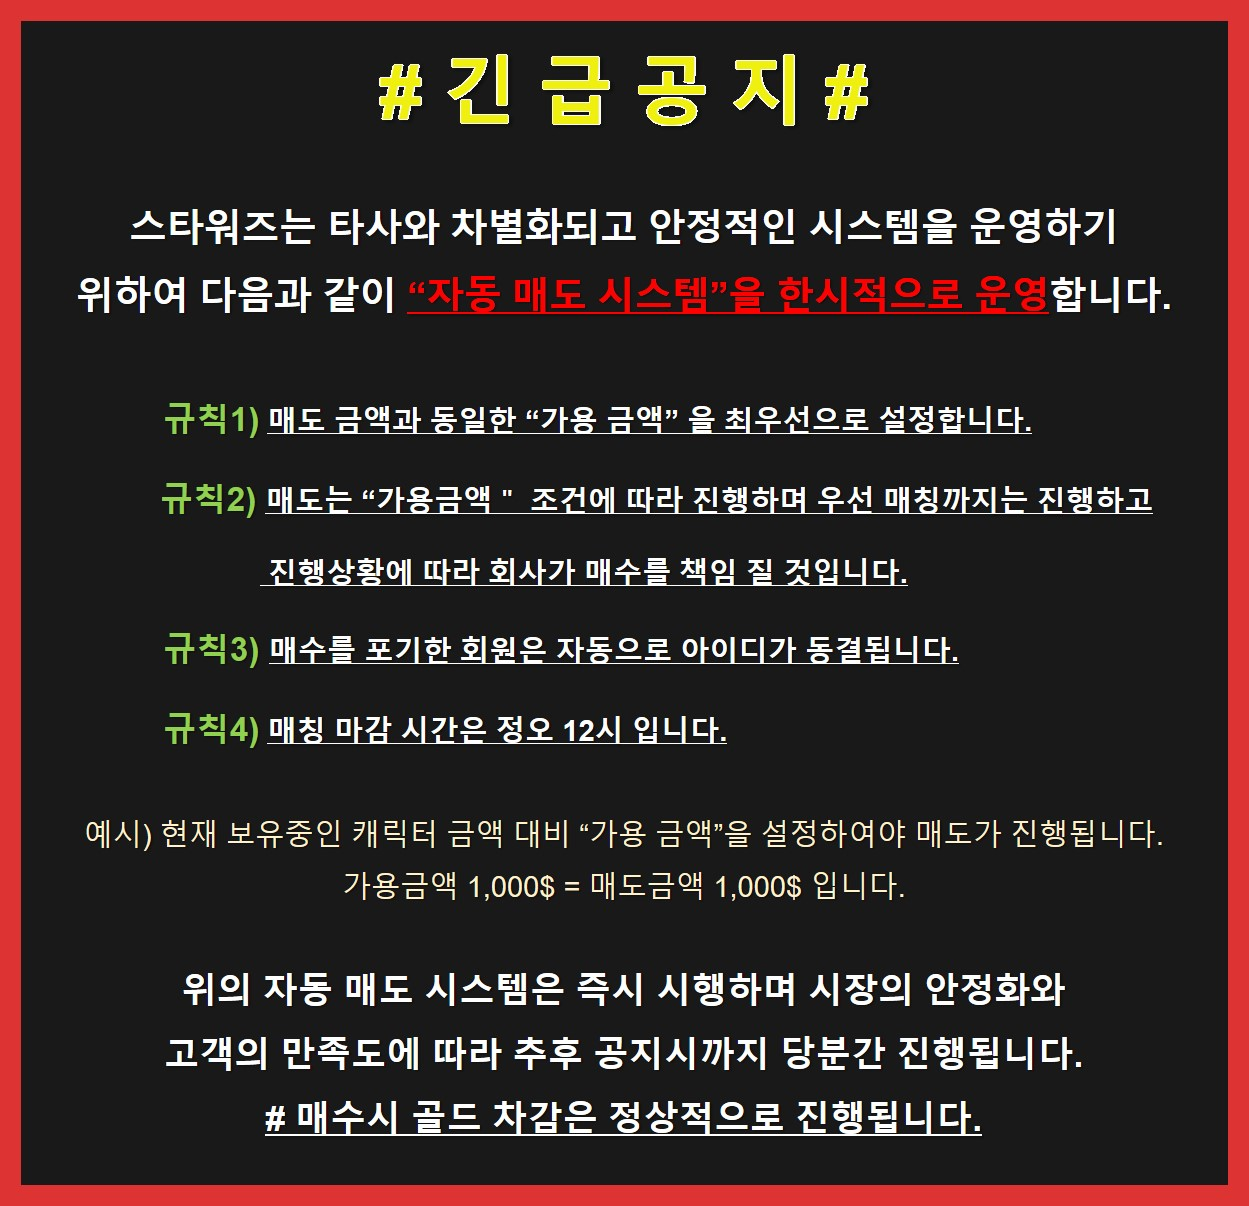 # 긴 급 공 지 #
스타워즈는 타사와 차별화되고 안정적인 시스템을 운영하기
위하여 다음과 같이 “자동 매도 시스템”을 한시적으로 운영합니다.
규칙1) 매도 금액과 동일한 “가용 금액” 을 최우선으로 설정합니다.
규칙2) 매도는 “가용금액 " 조건에 따라 진행하며 우선 매칭까지는 진행하고
진행상황에 따라 회사가 매수를 책임 질 것입니다.
규칙3) 매수를 포기한 회원은 자동으로 아이디가 동결됩니다.
규칙4) 매칭 마감 시간은 정오 12시 입니다.
예시) 현재 보유중인 캐릭터 금액 대비 “가용 금액”을 설정하여야 매도가 진행됩니다.
가용금액 1,000$ = 매도금액 1,000$ 입니다.
위의 자동 매도 시스템은 즉시 시행하며 시장의 안정화와
고객의 만족도에 따라 추후 공지시까지 당분간 진행됩니다.
# 매수시 골드 차감은 정상적으로 진행됩니다.